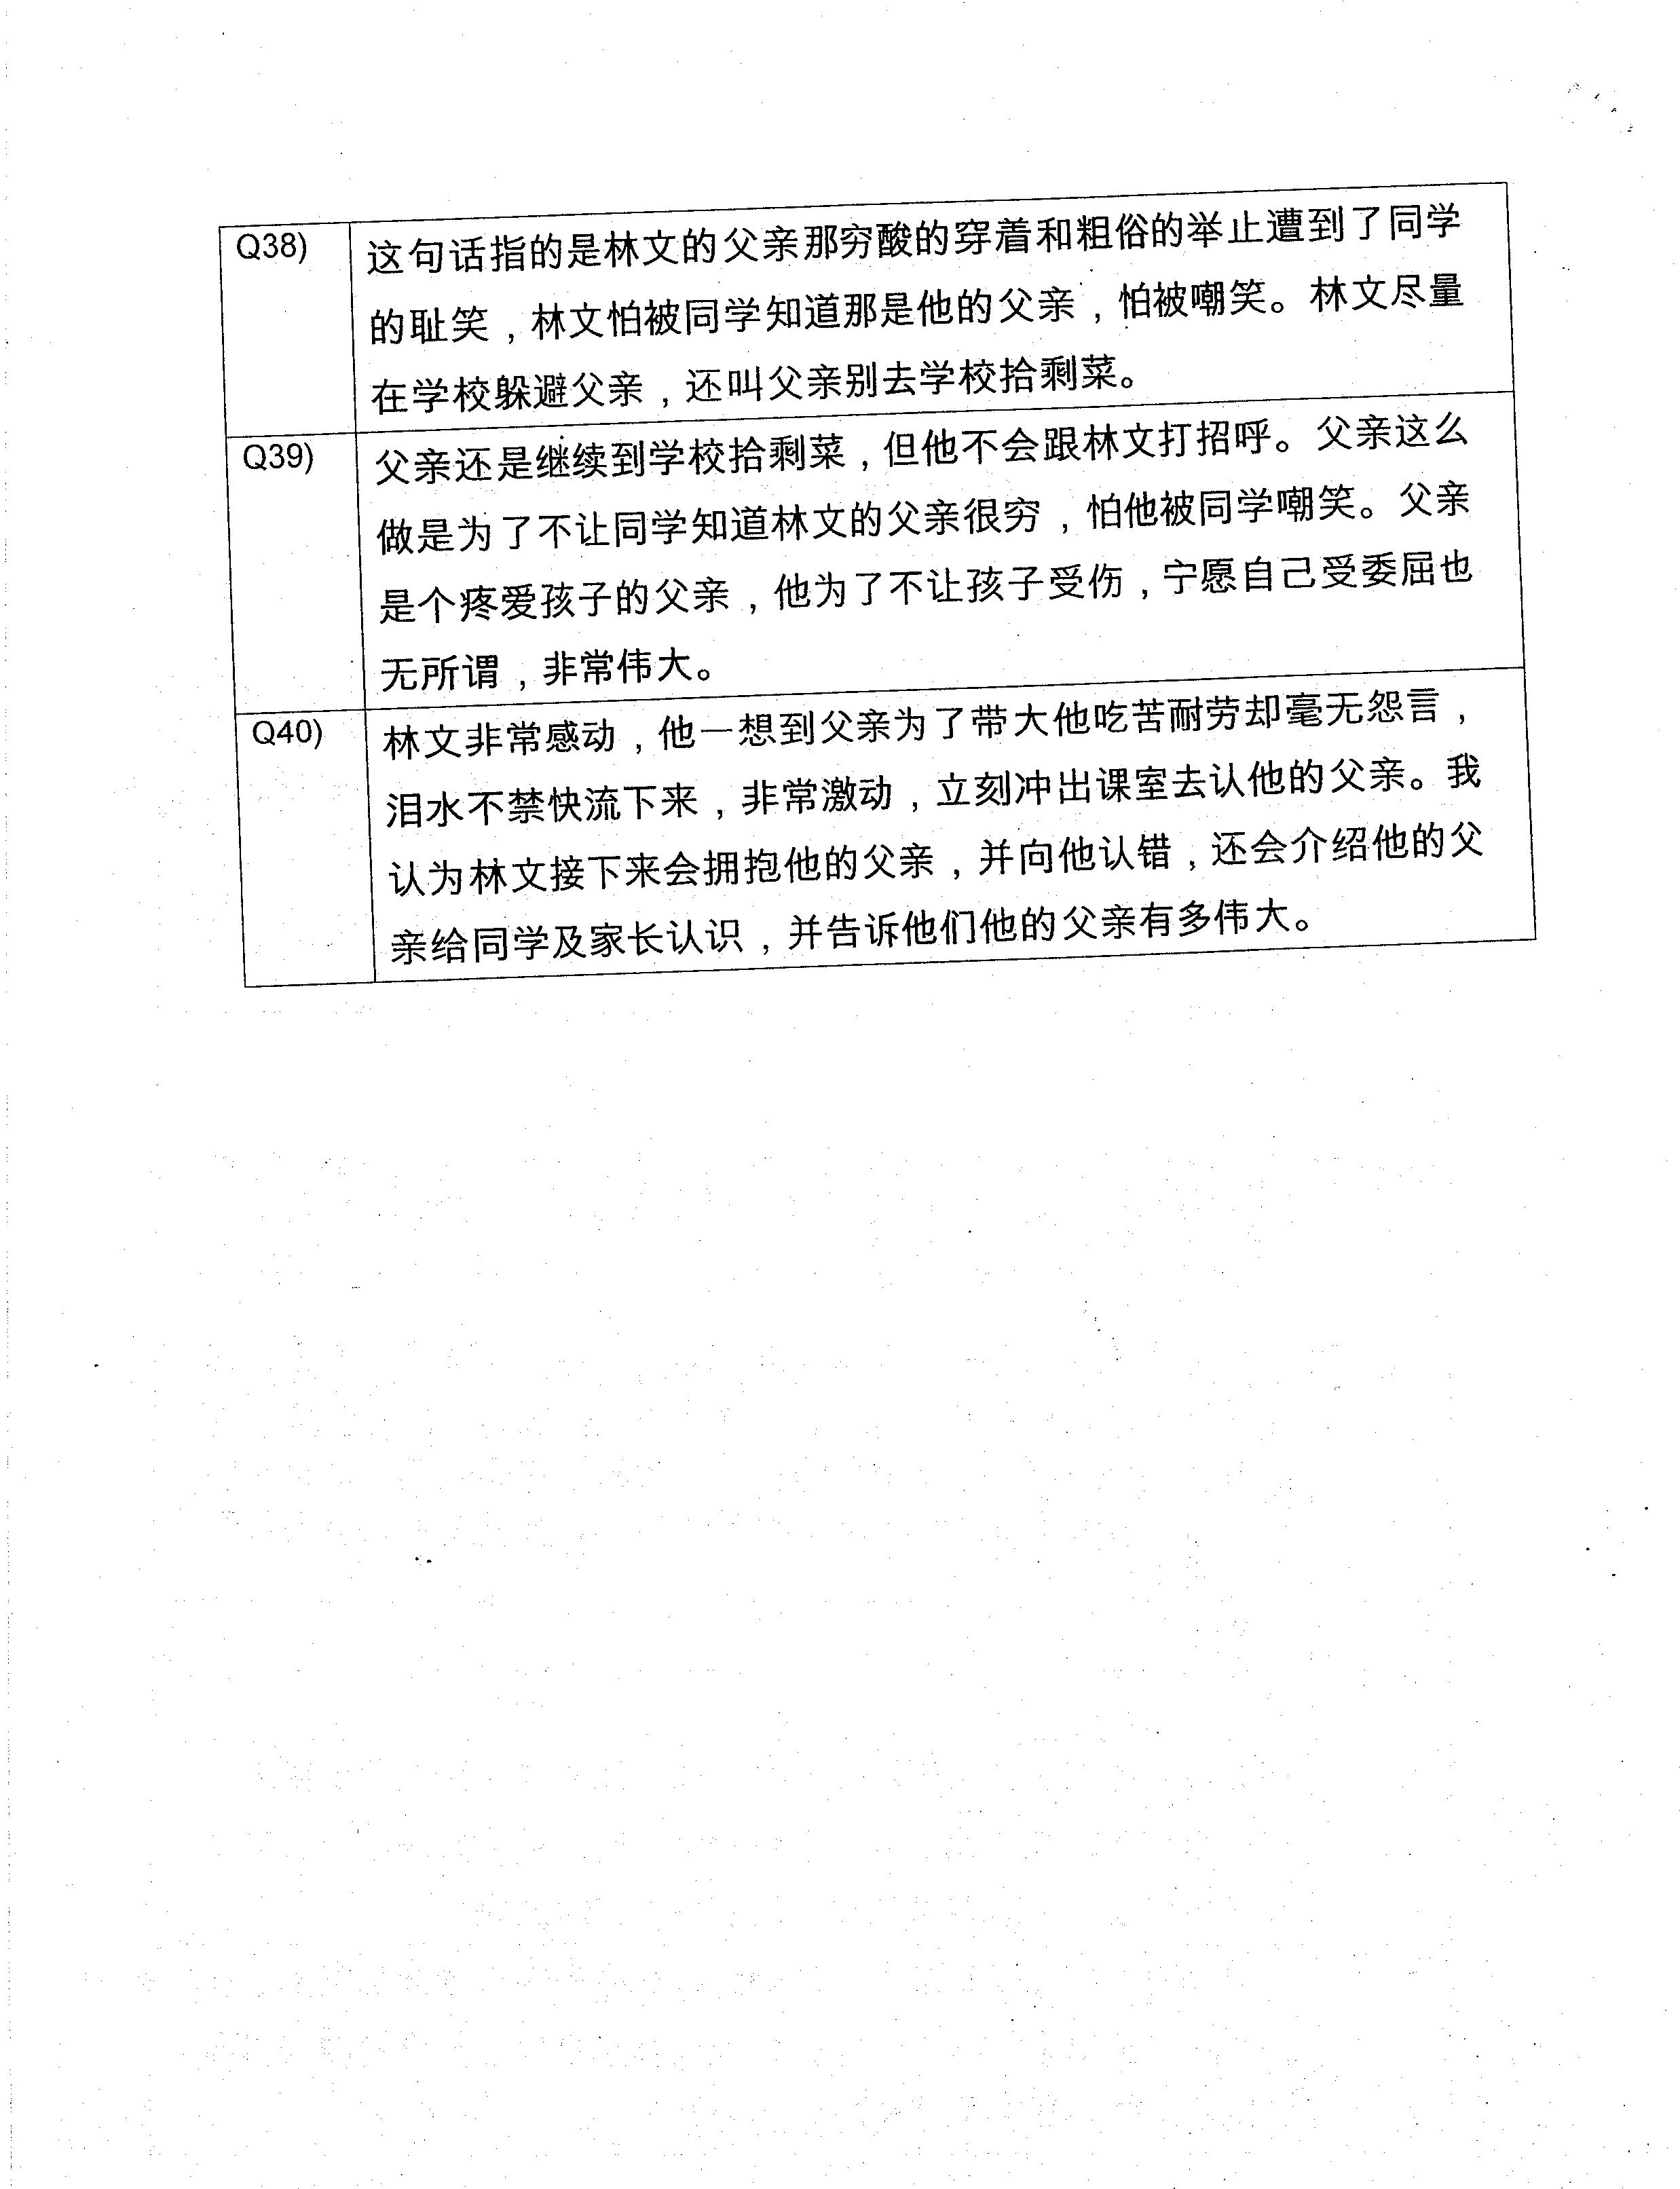 Q38) 这句话指的是林文的父亲那穷酸的穿着和粗俗的举止遭到了同学
的耻笑，林文怕被同学知道那是他的父亲，怕被嘲笑。林文尽量
在学校躲避父亲，还叫父亲别去学校拾剩菜。
Q39) 父亲还是继续到学校拾剩菜，但他不会跟林文打招呼。父亲这么
做是为了不让同学知道林文的父亲很穷，怕他被同学嘲笑。父亲
是个疼爱孩子的父亲，他为了不让孩子受伤，宁愿自己受委屈也
无所谓，非常伟大。
Q40) 林文非常感动，他一想到父亲为了带大他吃苦耐劳却毫无怨言，
泪水不禁快流下来，非常激动，立刻冲出课室去认他的父亲。我
认为林文接下来会拥抱他的父亲，并向他认错，还会介绍他的父
亲给同学及家长认识，并告诉他们他的父亲有多伟大。